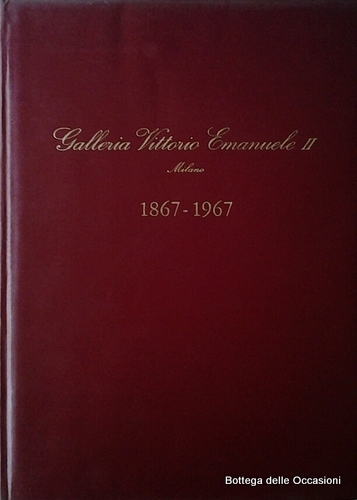 Galleria Vittorio Emanuele II
Milano
1867-1967
Bottega delle Occasioni